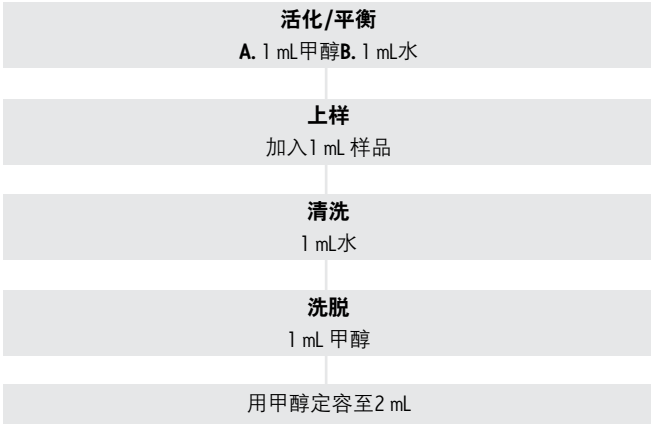 活化/平衡
A. 1 mL甲醇B. 1 mL水
上样
加入1 mL 样品
清洗
1 mL水
洗脱
1 mL 甲醇
用甲醇定容至2 mL